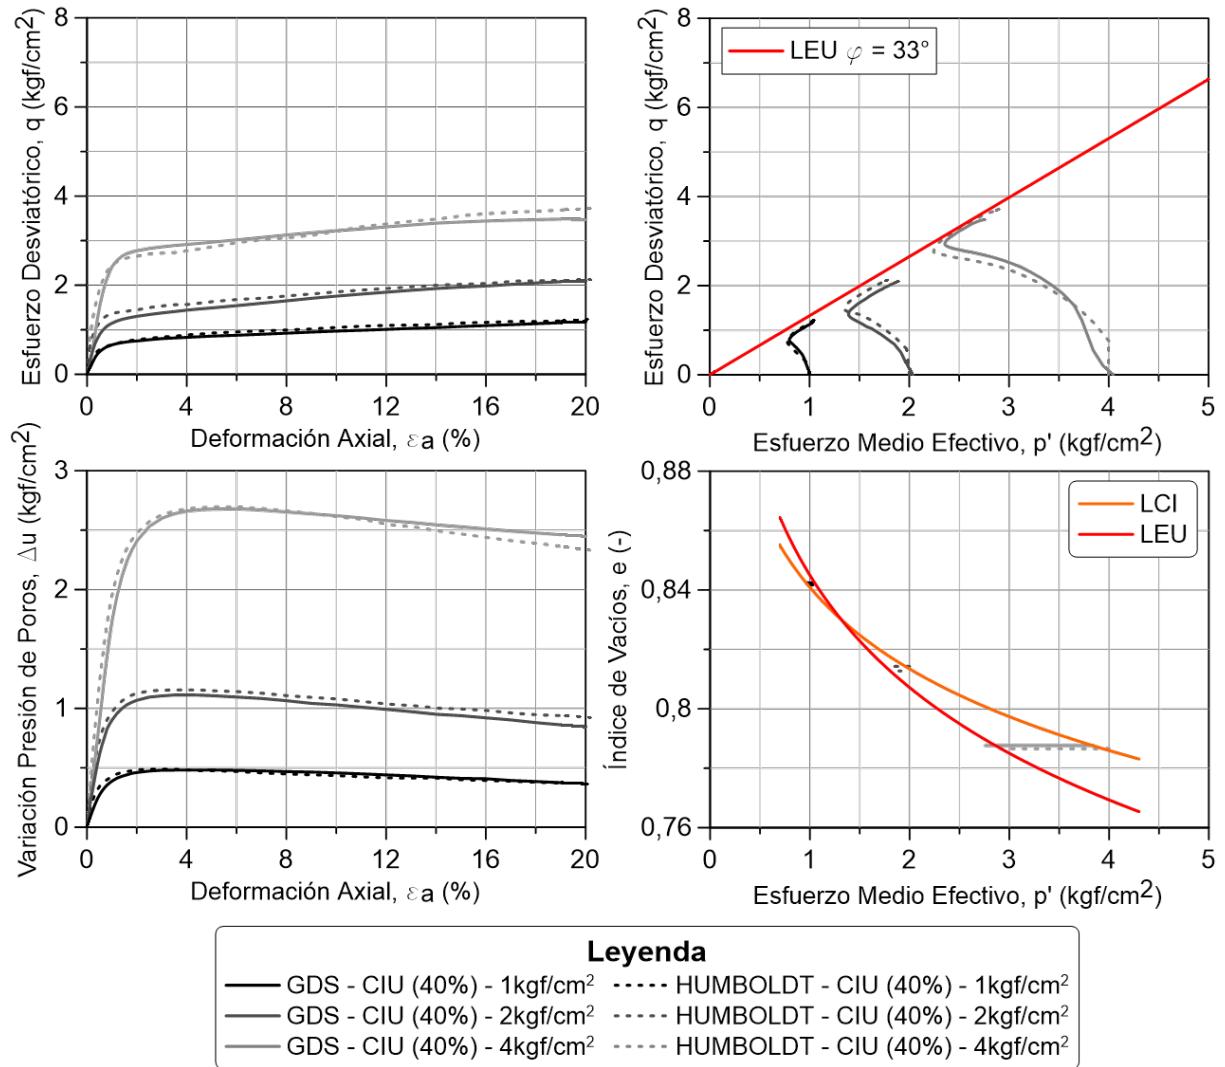 Esfuerzo Desviatórico, q (kgf/cm²)
8
6
4
2
0
0 4 8 12 16 20
Deformación Axial, εa (%)
Esfuerzo Desviatórico, q (kgf/cm²)
8
6
4
2
0
LEU φ = 33°
0 1 2 3 4 5
Esfuerzo Medio Efectivo, p' (kgf/cm²)
Variación Presión de Poros, Δu (kgf/cm²)
3
2
1
0
0 4 8 12 16 20
Deformación Axial, εa (%)
Índice de Vacíos, e (-)
0,88
0,84
0,8
0,76
LCI
LEU
0 1 2 3 4 5
Esfuerzo Medio Efectivo, p' (kgf/cm²)
Leyenda
GDS - CIU (40%) - 1kgf/cm² HUMBOLDT - CIU (40%) - 1kgf/cm²
GDS - CIU (40%) - 2kgf/cm² HUMBOLDT - CIU (40%) - 2kgf/cm²
GDS - CIU (40%) - 4kgf/cm² HUMBOLDT - CIU (40%) - 4kgf/cm²